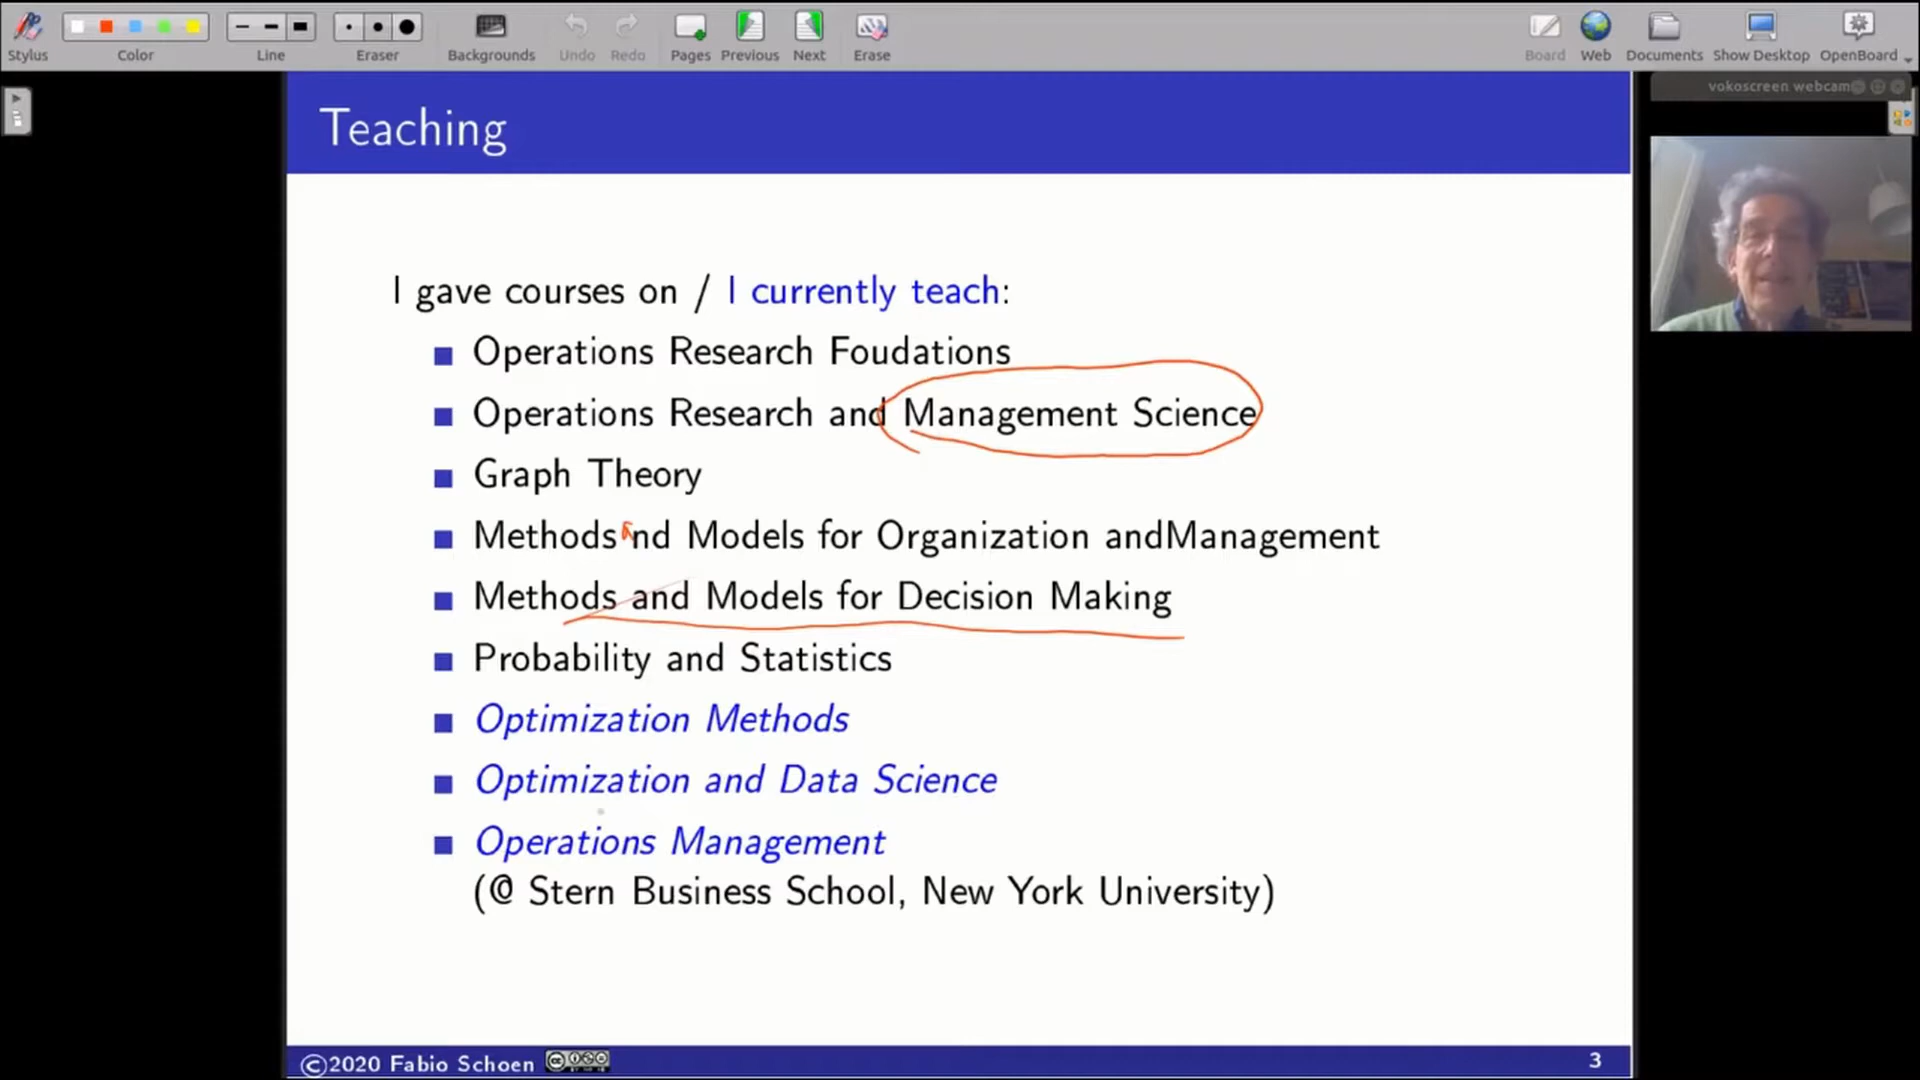 Stylus
Color
Line
Eraser
Backgrounds
Undo
Redo
Pages
Previous
Next
Erase
Board
Web
Documents
Show Desktop
OpenBoard
vokoscreen webcam
Teaching
I gave courses on / I currently teach:
Operations Research Foudations
Operations Research and Management Science
Graph Theory
Methods nd Models for Organization andManagement
Methods and Models for Decision Making
Probability and Statistics
Optimization Methods
Optimization and Data Science
Operations Management
(@ Stern Business School, New York University)
©2020 Fabio Schoen
3